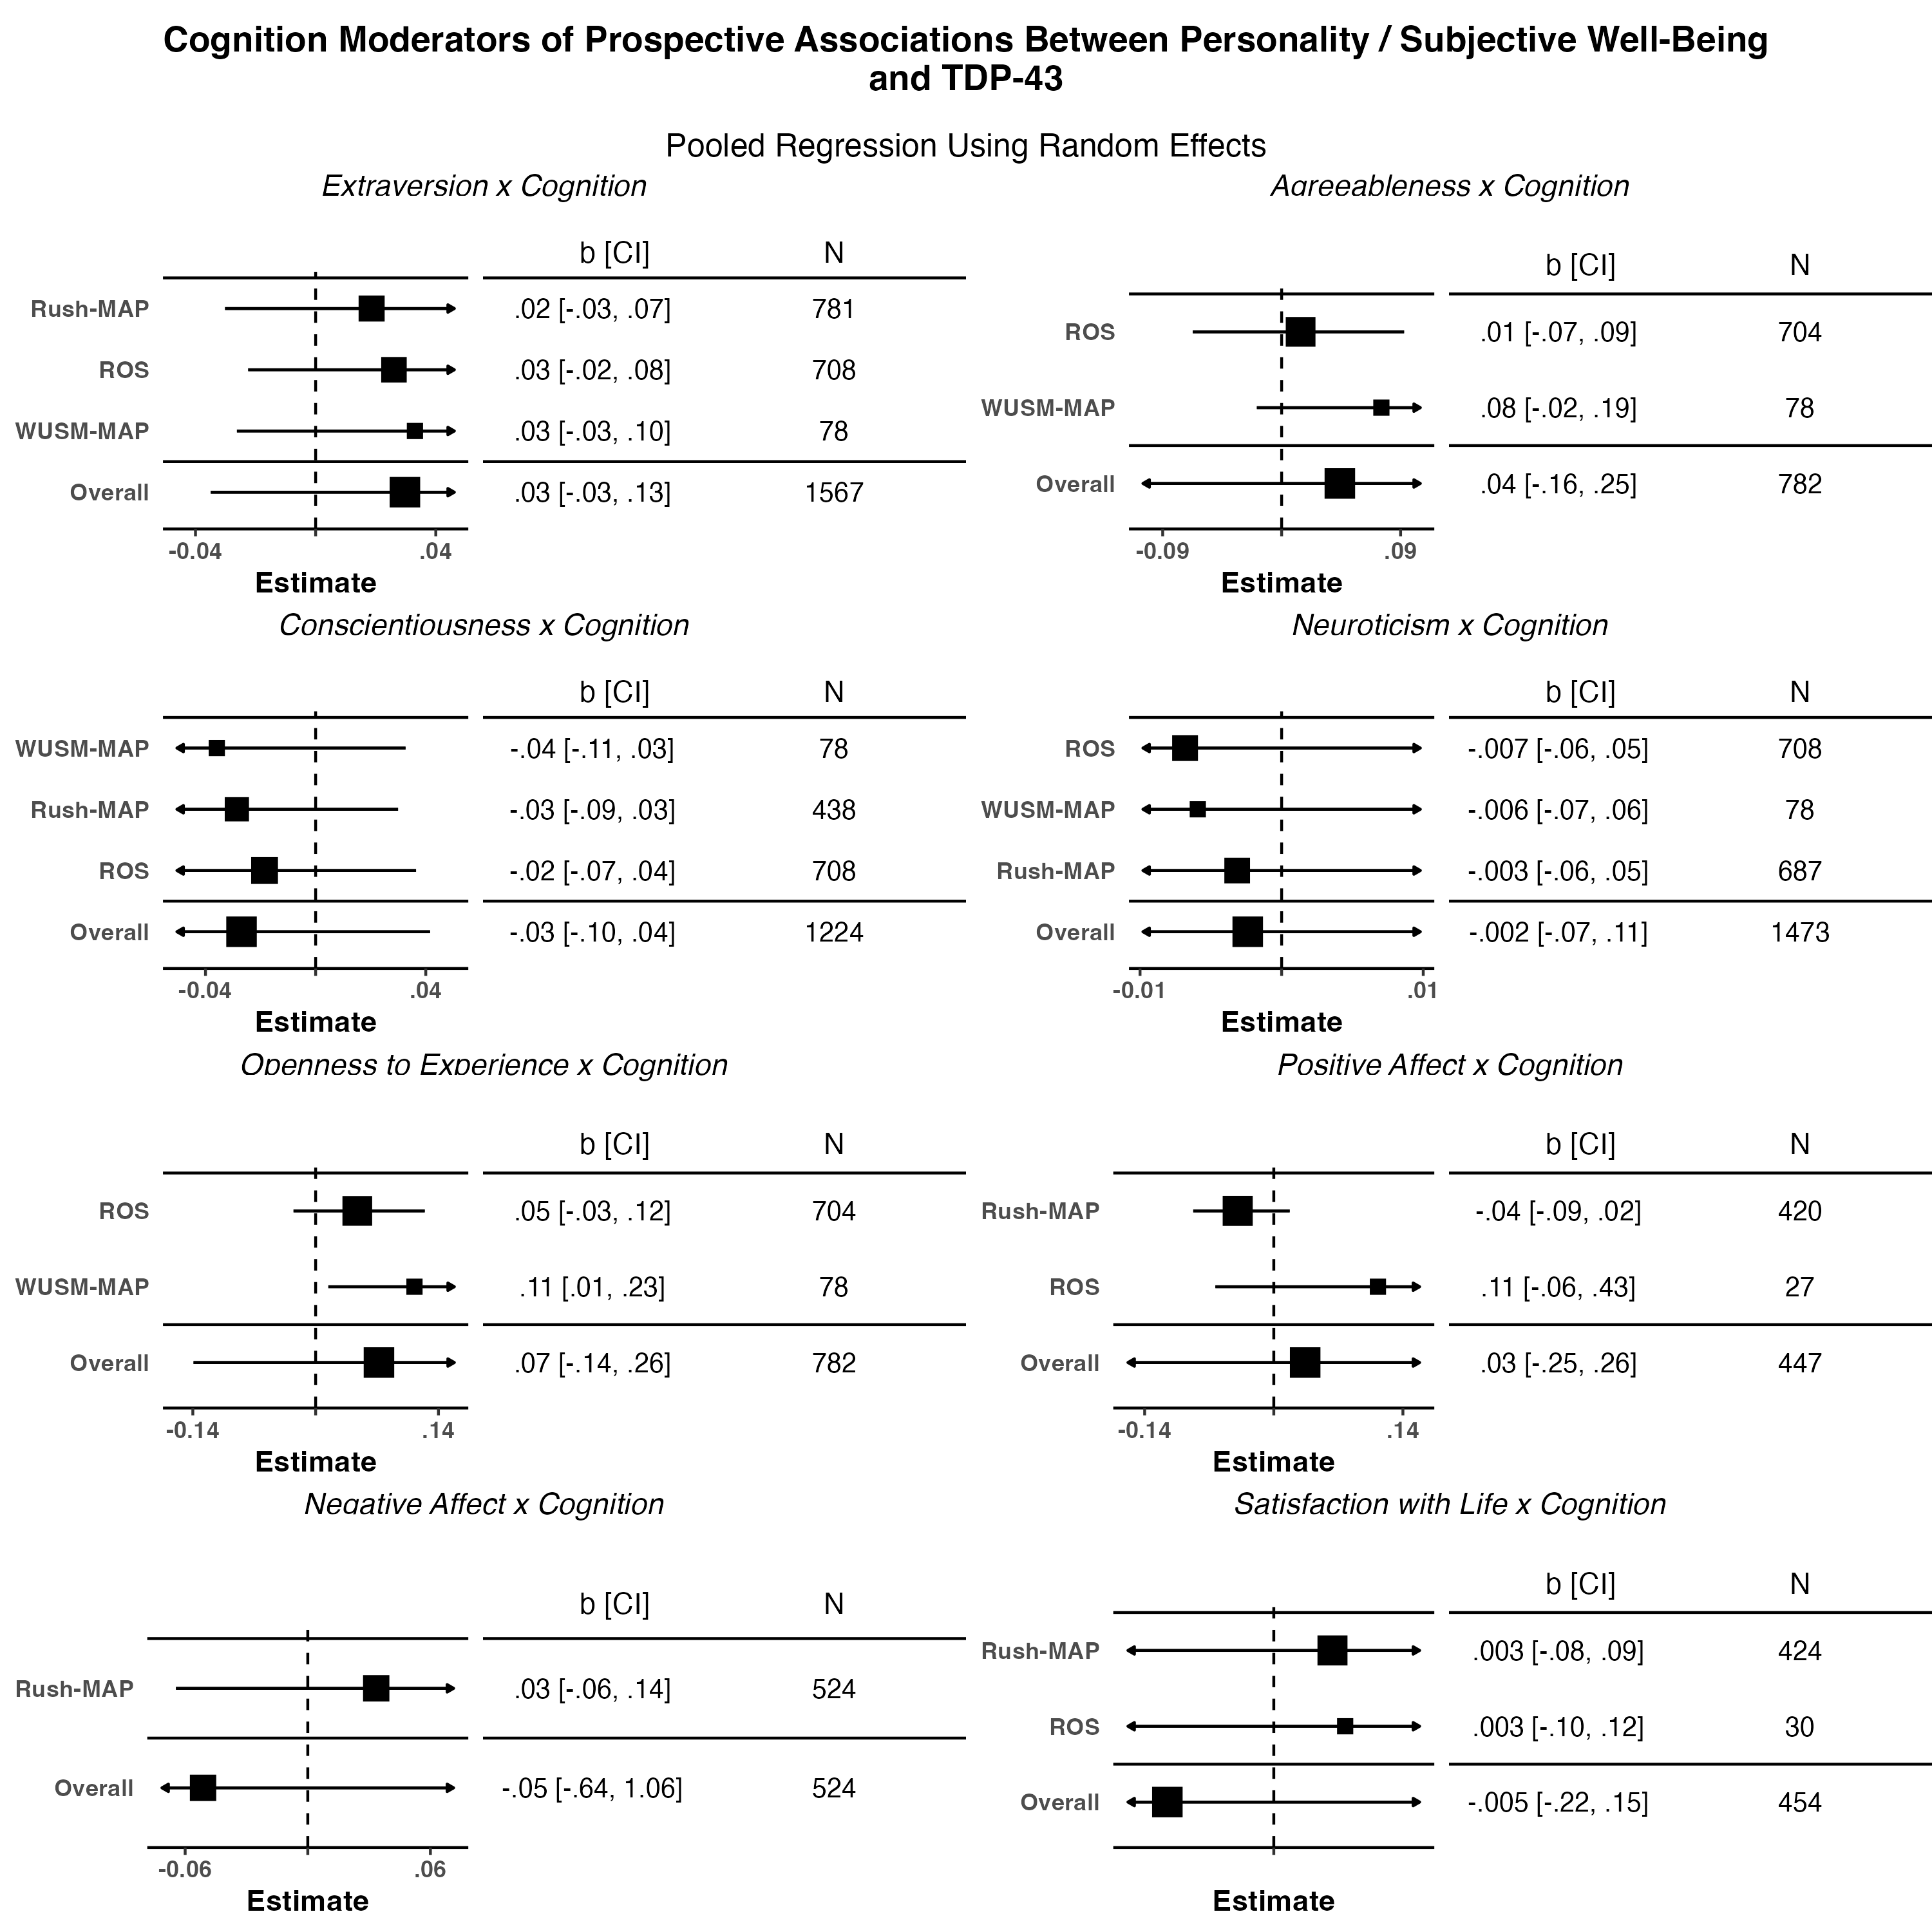 Cognition Moderators of Prospective Associations Between Personality / Subjective Well-Being
and TDP-43
Pooled Regression Using Random Effects
Extraversion x Cognition
b [CI] N
Rush-MAP .02 [-.03, .07] 781
ROS .03 [-.02, .08] 708
WUSM-MAP .03 [-.03, .10] 78
Overall .03 [-.03, .13] 1567
-0.04 .04
Estimate
Agreeableness x Cognition
b [CI] N
ROS .01 [-.07, .09] 704
WUSM-MAP .08 [-.02, .19] 78
Overall .04 [-.16, .25] 782
-0.09 .09
Estimate
Conscientiousness x Cognition
b [CI] N
WUSM-MAP -.04 [-.11, .03] 78
Rush-MAP -.03 [-.09, .03] 438
ROS -.02 [-.07, .04] 708
Overall -.03 [-.10, .04] 1224
-0.04 .04
Estimate
Neuroticism x Cognition
b [CI] N
ROS -.007 [-.06, .05] 708
WUSM-MAP -.006 [-.07, .06] 78
Rush-MAP -.003 [-.06, .05] 687
Overall -.002 [-.07, .11] 1473
-0.01 .01
Estimate
Openness to Experience x Cognition
b [CI] N
ROS .05 [-.03, .12] 704
WUSM-MAP .11 [.01, .23] 78
Overall .07 [-.14, .26] 782
-0.14 .14
Estimate
Positive Affect x Cognition
b [CI] N
Rush-MAP -.04 [-.09, .02] 420
ROS .11 [-.06, .43] 27
Overall .03 [-.25, .26] 447
-0.14 .14
Estimate
Negative Affect x Cognition
b [CI] N
Rush-MAP .03 [-.06, .14] 524
Overall -.05 [-.64, 1.06] 524
-0.06 .06
Estimate
Satisfaction with Life x Cognition
b [CI] N
Rush-MAP .003 [-.08, .09] 424
ROS .003 [-.10, .12] 30
Overall -.005 [-.22, .15] 454
Estimate